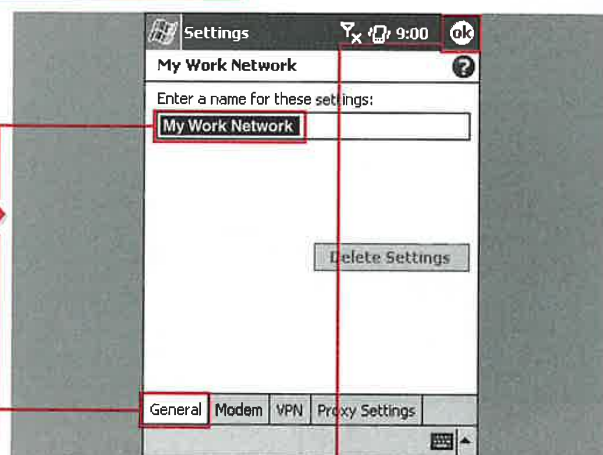 Settings 9:00 ok
My Work Network ?
Enter a name for these settings:
My Work Network
Delete Settings
General Modem VPN Proxy Settings